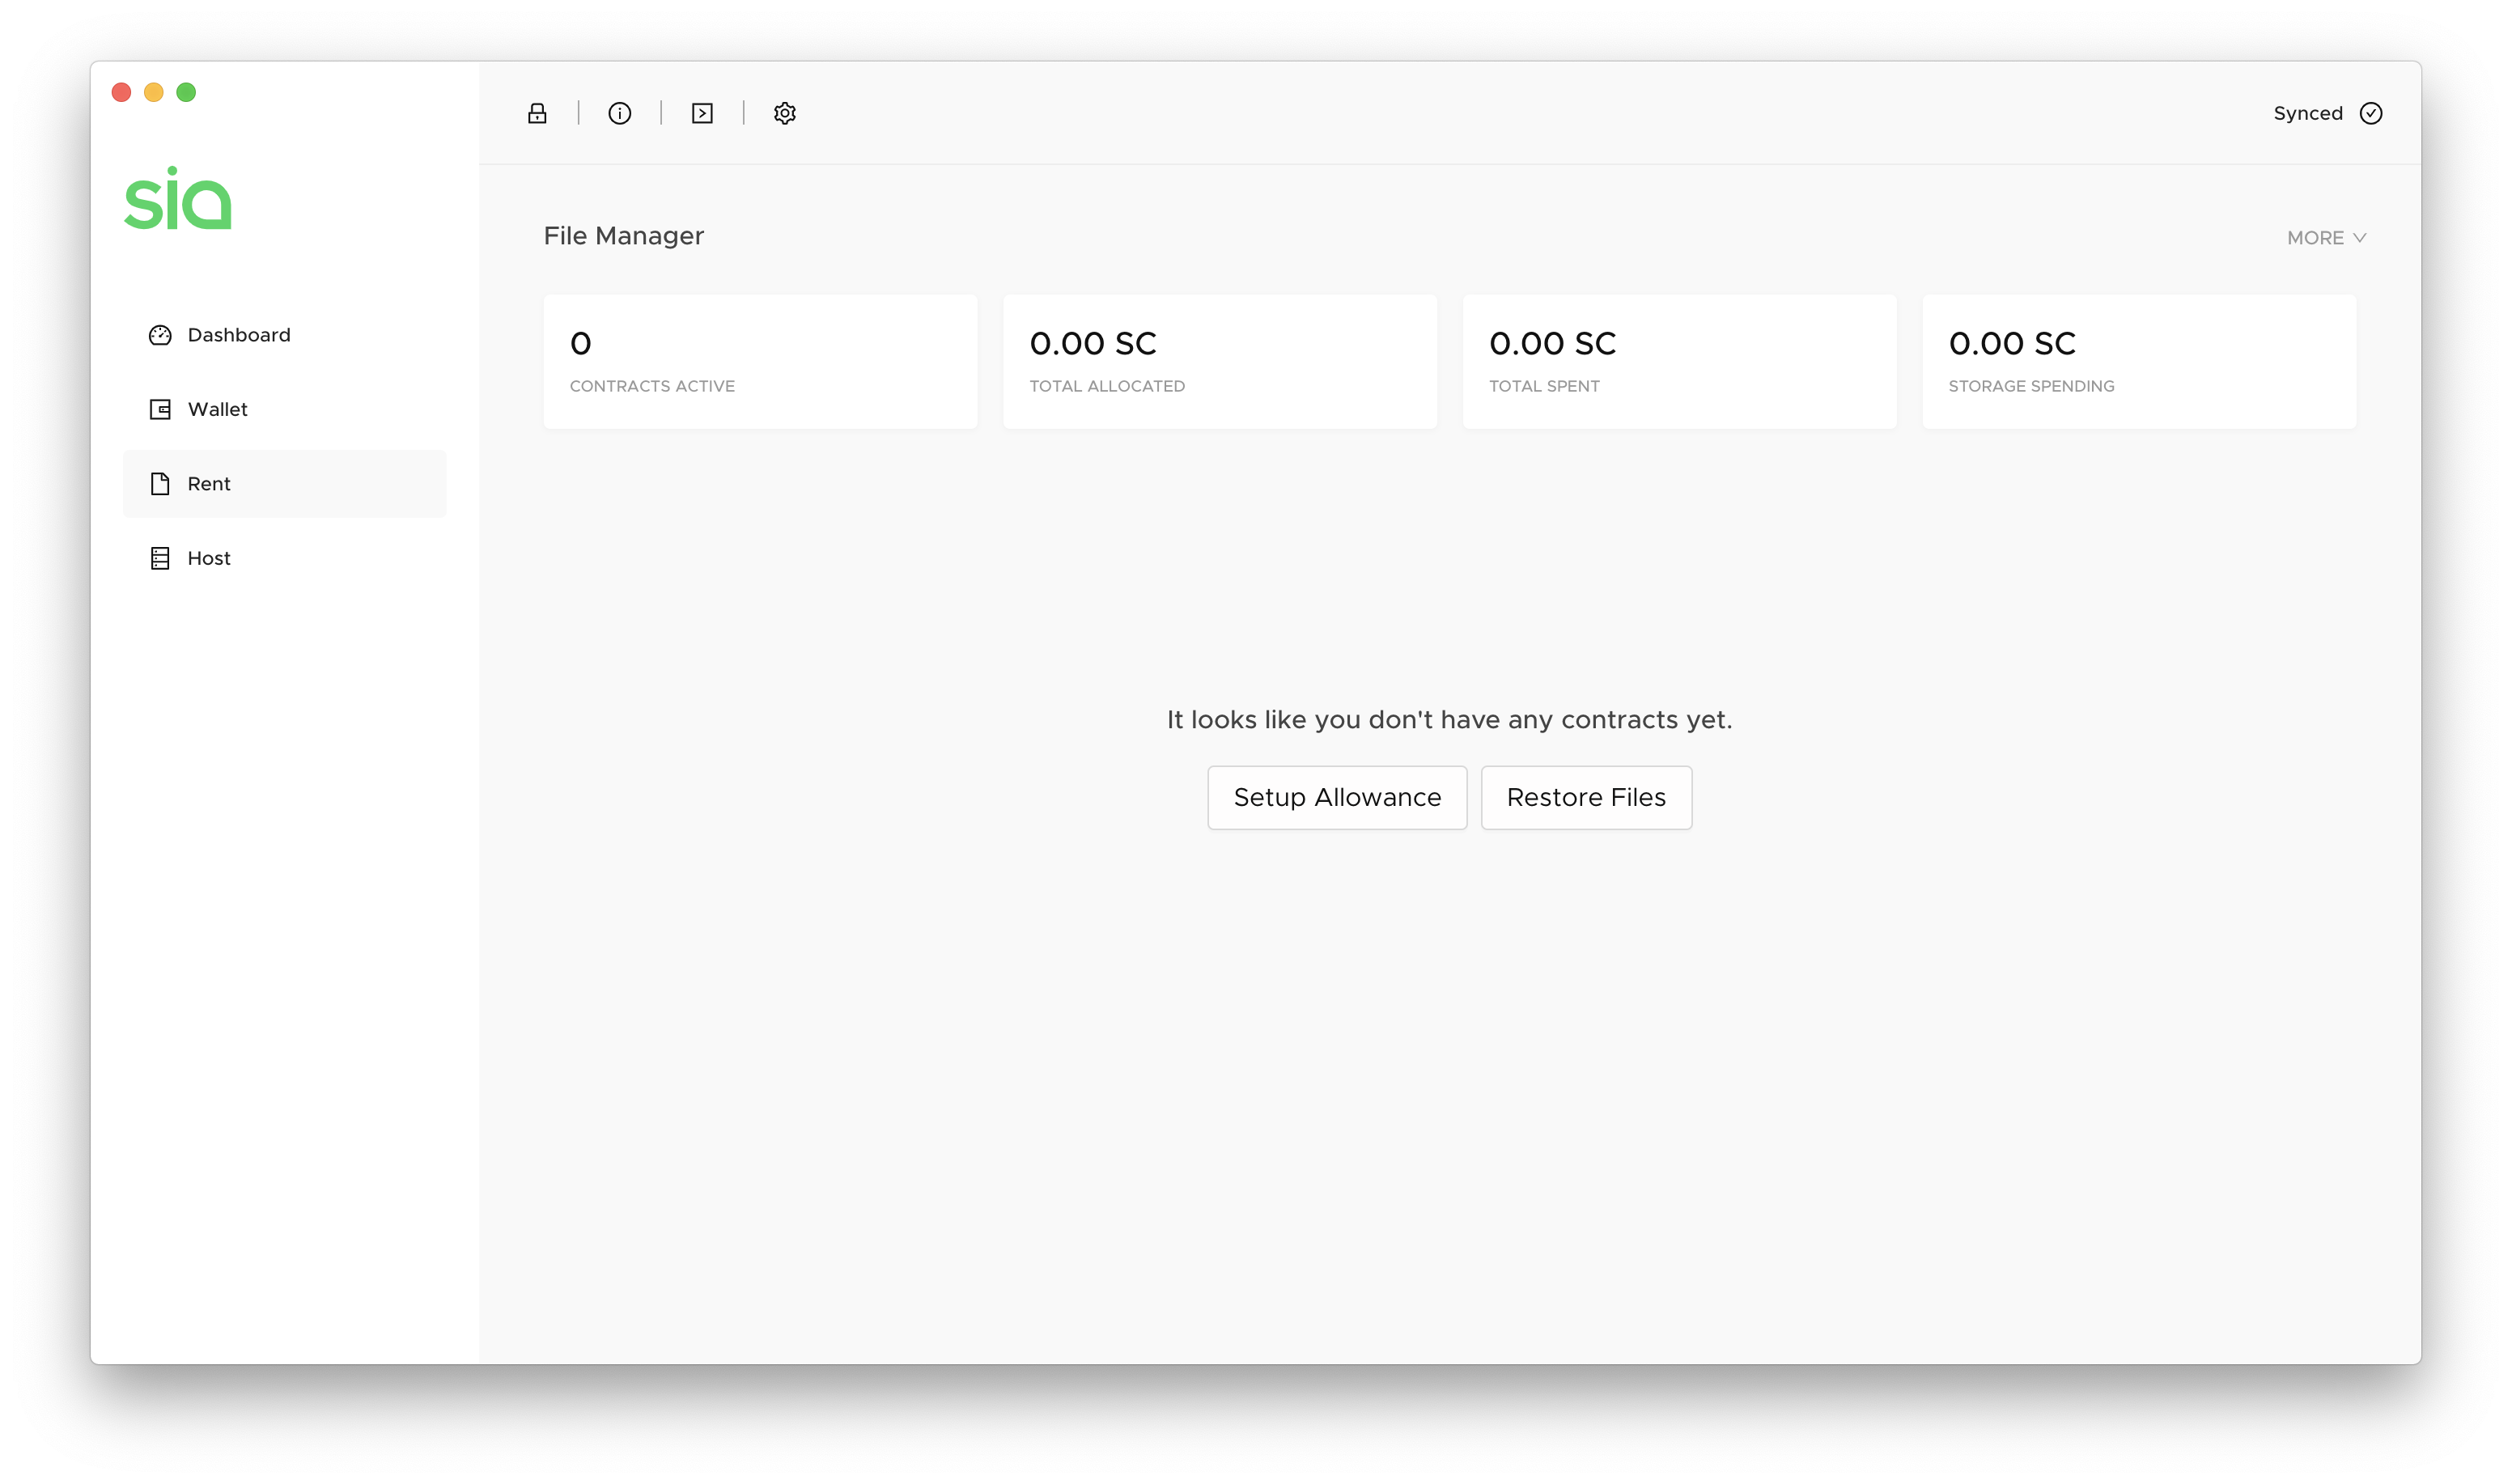 Synced
sia
Dashboard
Wallet
Rent
Host
File Manager
MORE
0
CONTRACTS ACTIVE
0.00 SC
TOTAL ALLOCATED
0.00 SC
TOTAL SPENT
0.00 SC
STORAGE SPENDING
It looks like you don't have any contracts yet.
Setup Allowance
Restore Files